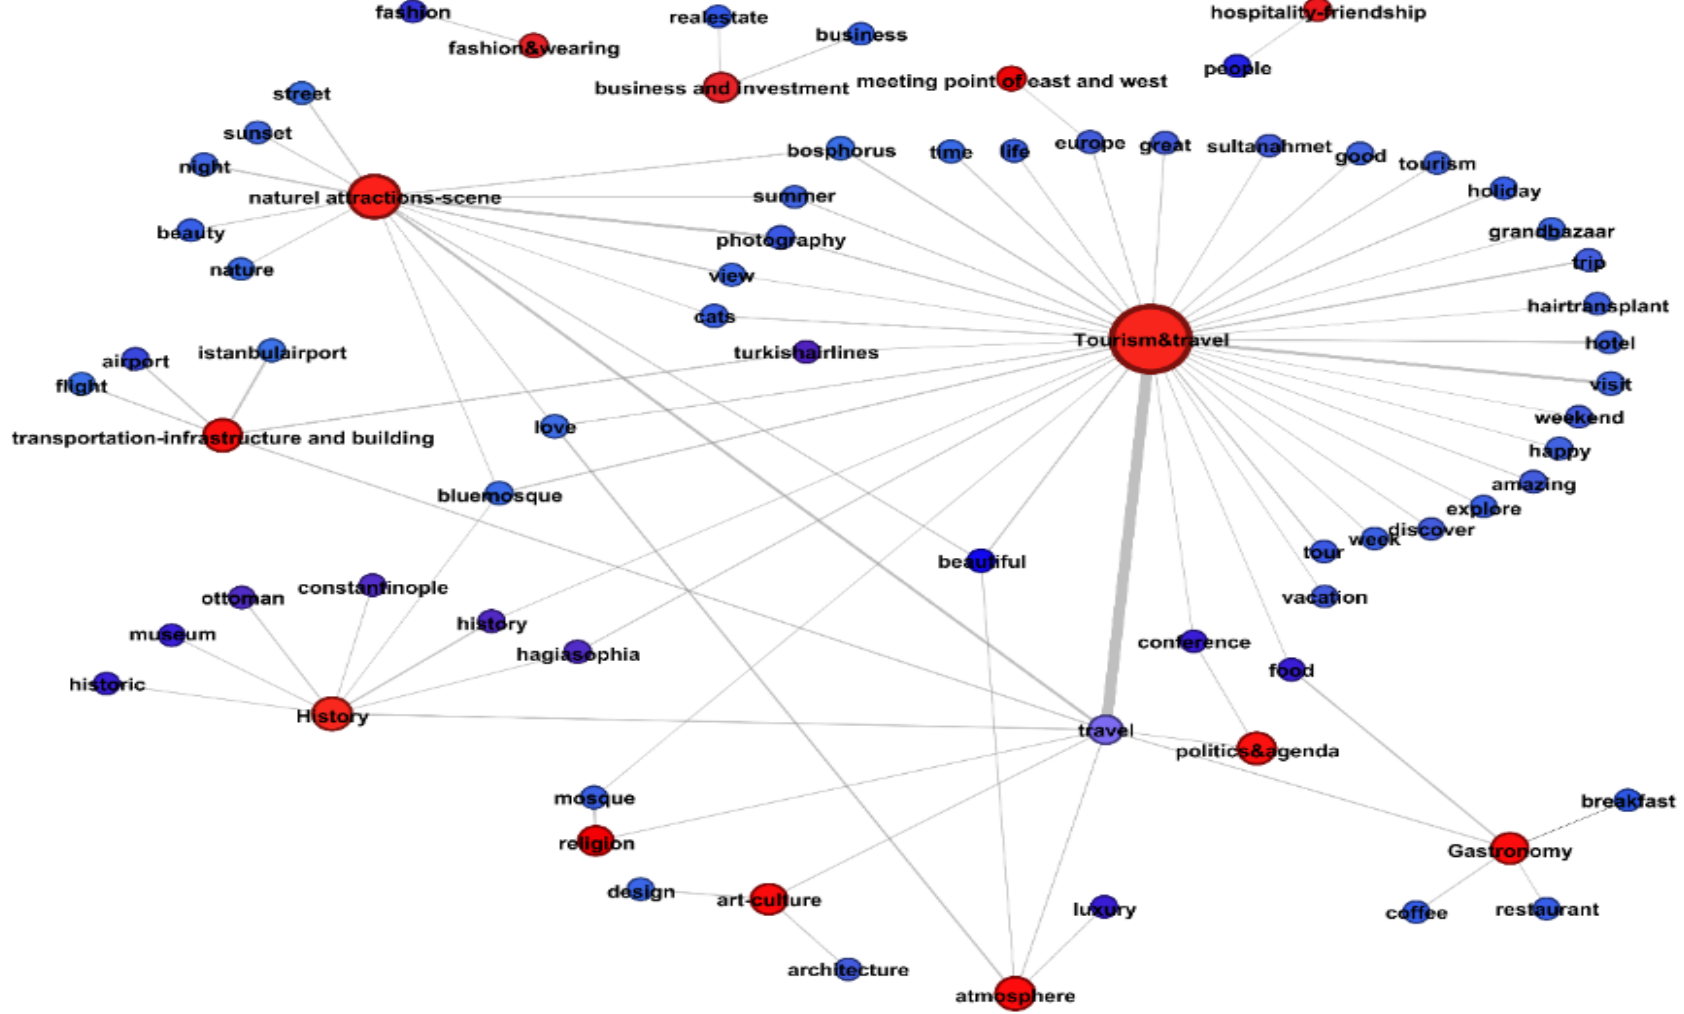 fashion
fashion&wearing
realestate
business
business and investment
hospitality-friendship
people
meeting point of east and west
street
sunset
night
naturel attractions-scene
beauty
nature
bosphorus
time
life
europe
great
sultanahmet
good
tourism
holiday
summer
photography
grandbazaar
trip
view
cats
hairtransplant
Tourism&travel
hotel
turkishairlines
airport
istanbulairport
flight
visit
weekend
transportation-infrastructure and building
love
happy
amazing
bluemosque
explore
discover
week
tour
beautiful
vacation
constantinople
ottoman
museum
history
hagiasophia
historic
History
conference
food
travel
politics&agenda
mosque
religion
breakfast
Gastronomy
design
art-culture
luxury
coffee
restaurant
architecture
atmosphere